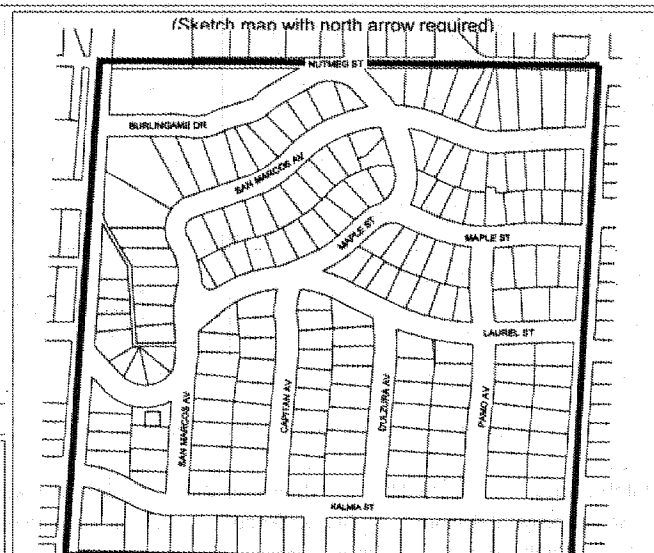 (Sketch map with north arrow required)
NUTMEG ST
BURLINGAME DR
SAN MARCOS AV
MAPLE ST
MAPLE ST
LAUREL ST
SAN MARCOS AV
CAPITAN AV
DULZURA AV
PAMO AV
KALMIA ST